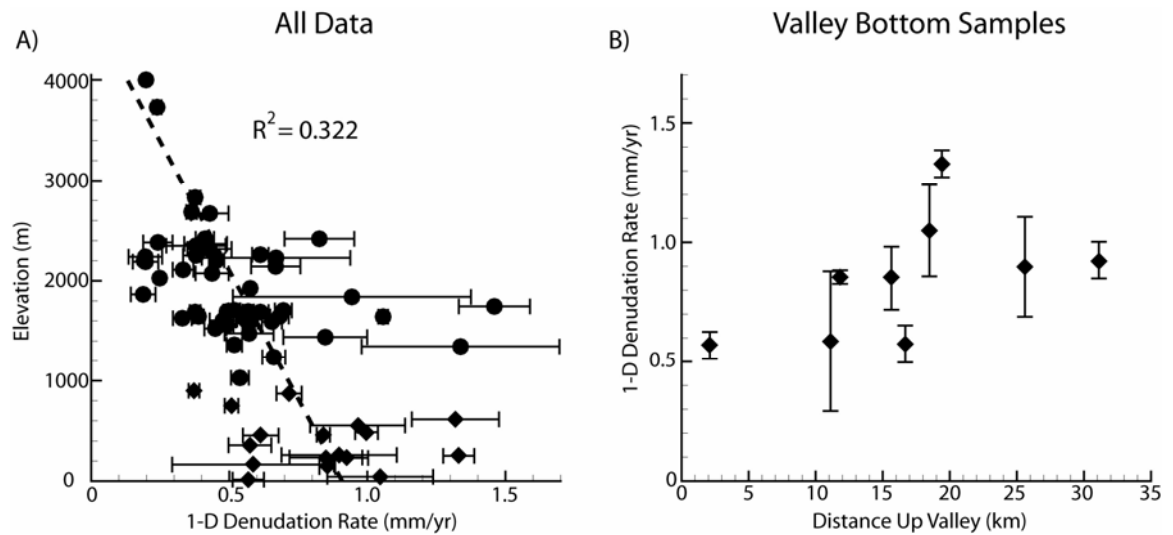 All Data
A)
4000
3000
2000
1000
0
Elevation (m)
R² = 0.322
0
0.5
1.0
1.5
1-D Denudation Rate (mm/yr)
Valley Bottom Samples
B)
1.5
1.0
0.5
0.0
1-D Denudation Rate (mm/yr)
0
5
10
15
20
25
30
35
Distance Up Valley (km)